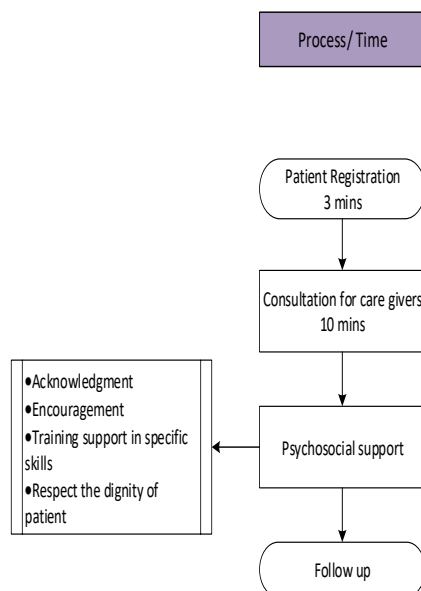 Process/ Time
Patient Registration
3 mins
Consultation for care givers
10 mins
•Acknowledgment
•Encouragement
•Training support in specific
skills
•Respect the dignity of
patient
Psychosocial support
Follow up